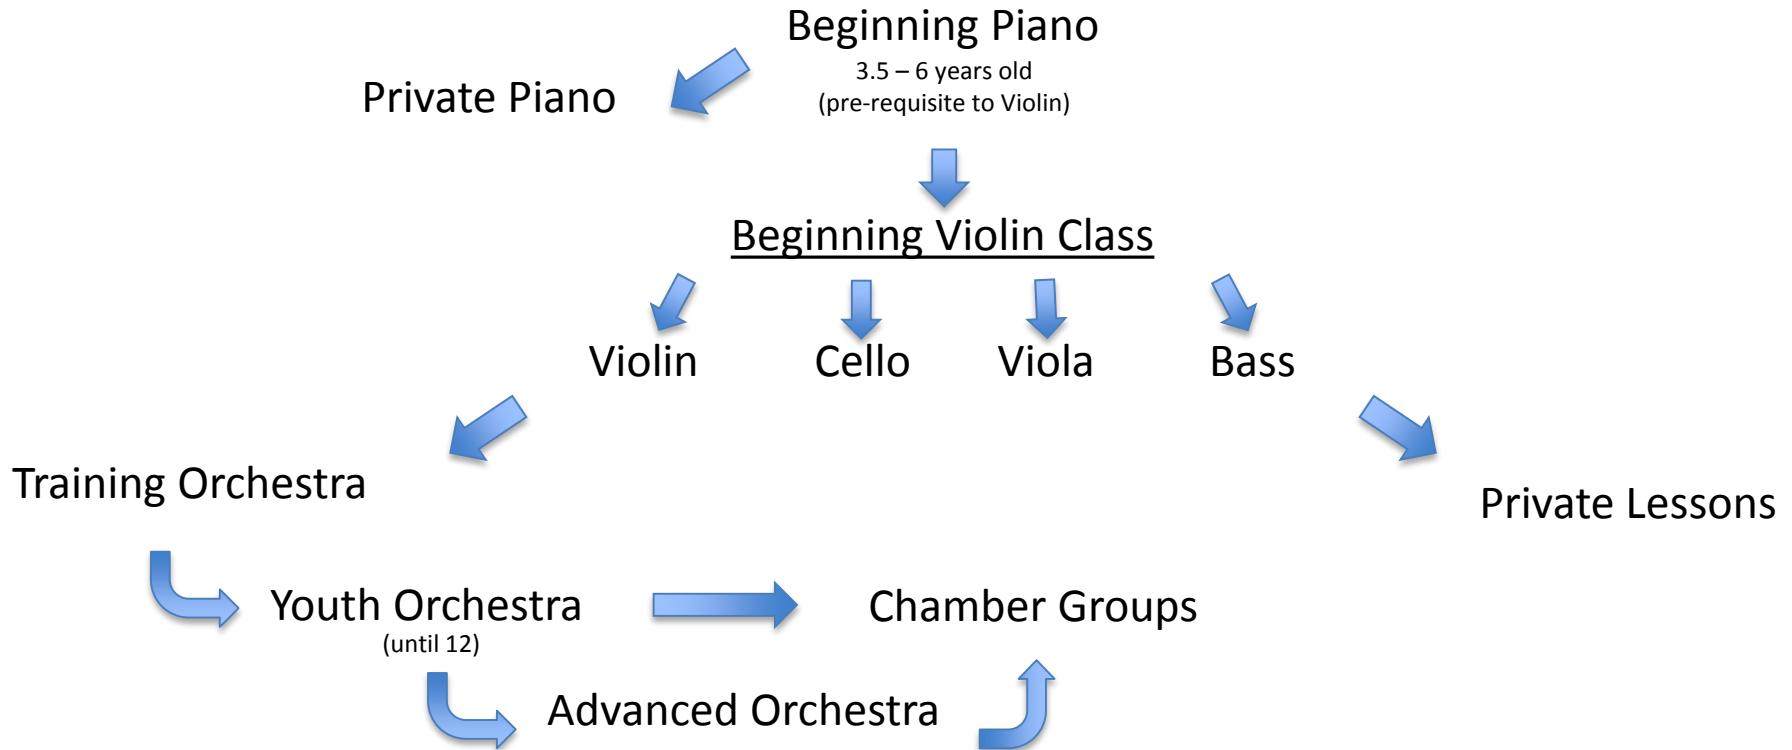 Beginning Piano
3.5 – 6 years old
(pre-requisite to Violin)
Private Piano
Beginning Violin Class
Violin
Cello
Viola
Bass
Training Orchestra
Private Lessons
Youth Orchestra
(until 12)
Chamber Groups
Advanced Orchestra